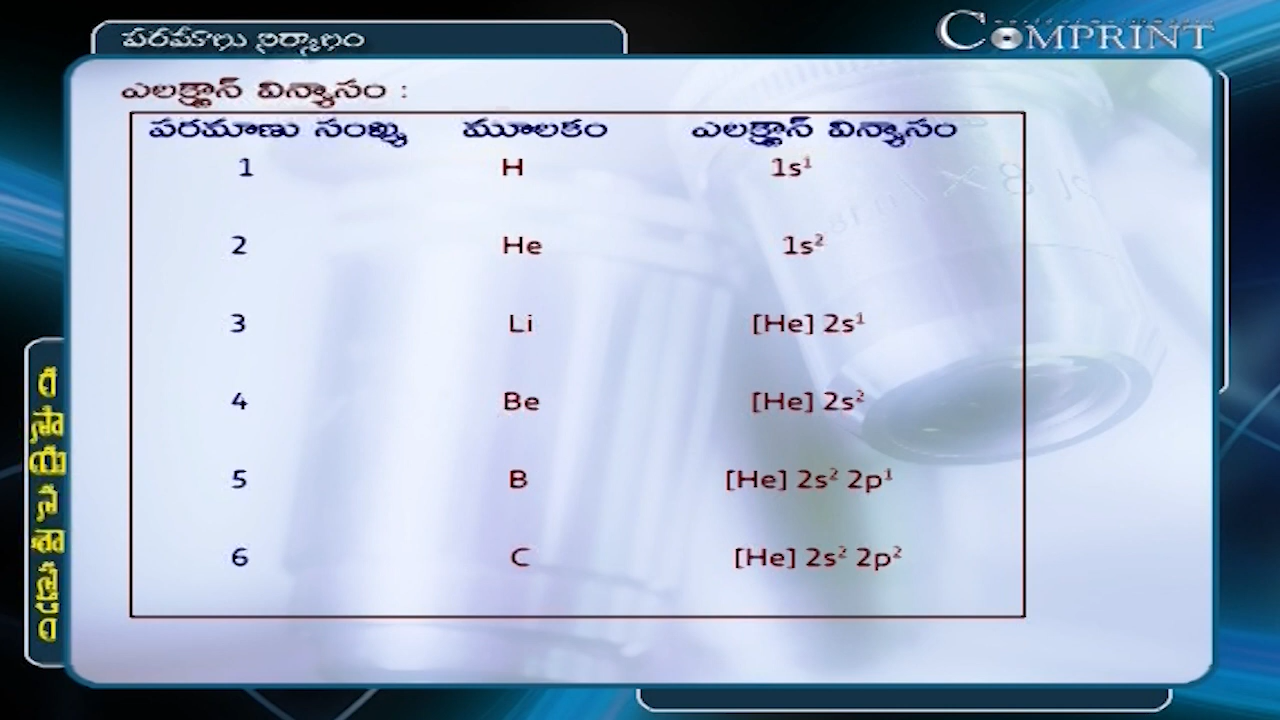 పరమాణు నిర్మాణం
COMPRINT
ఎలక్ట్రాన్ విన్యాసం :
పరమాణు సంఖ్య మూలకం ఎలక్ట్రాన్ విన్యాసం
1 H 1s¹
2 He 1s²
3 Li [He] 2s¹
4 Be [He] 2s²
5 B [He] 2s² 2p¹
6 C [He] 2s² 2p²
రసాయన శాస్త్రం